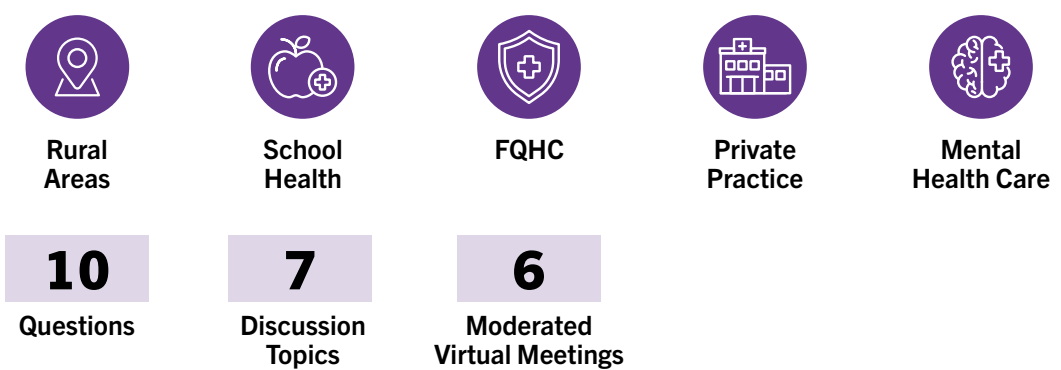 Rural
Areas
School
Health
FQHC
Private
Practice
Mental
Health Care
10
Questions
7
Discussion
Topics
6
Moderated
Virtual Meetings